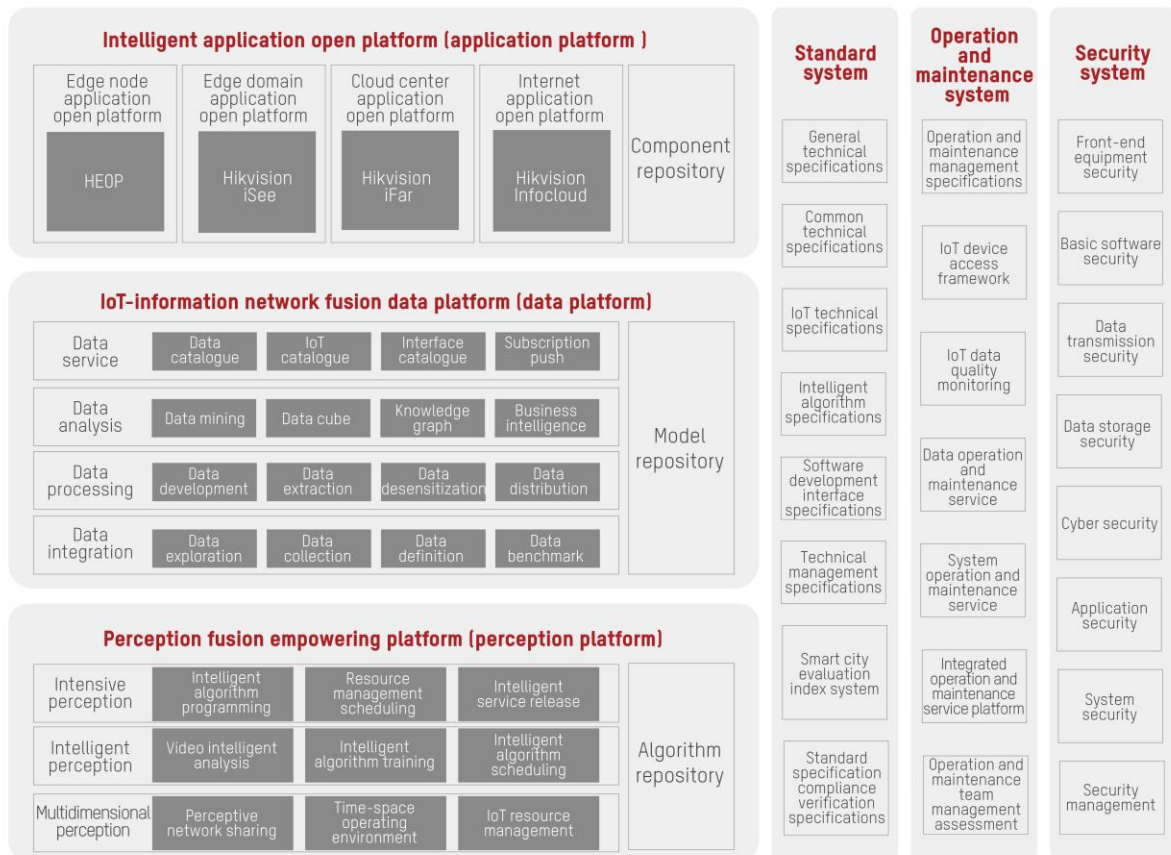 Intelligent application open platform (application platform )
Edge node
application
open platform
HEOP
Edge domain
application
open platform
Hikvision
iSee
Cloud center
application
open platform
Hikvision
iFar
Internet
application
open platform
Hikvision
Infocloud
Component
repository
IoT-information network fusion data platform (data platform)
Data
service
Data
catalogue
IoT
catalogue
Interface
catalogue
Subscription
push
Data
analysis
Data mining
Data cube
Knowledge
graph
Business
intelligence
Data
processing
Data
development
Data
extraction
Data
desensitization
Data
distribution
Data
integration
Data
exploration
Data
collection
Data
definition
Data
benchmark
Model
repository
Perception fusion empowering platform (perception platform)
Intensive
perception
Intelligent
algorithm
programming
Resource
management
scheduling
Intelligent
service release
Intelligent
perception
Video intelligent
analysis
Intelligent
algorithm training
Intelligent
algorithm
scheduling
Multidimensional
perception
Perceptive
network sharing
Time-space
operating
environment
IoT resource
management
Algorithm
repository
Standard
system
General
technical
specifications
Common
technical
specifications
IoT technical
specifications
Intelligent
algorithm
specifications
Software
development
interface
specifications
Technical
management
specifications
Smart city
evaluation
index system
Standard
specification
compliance
verification
specifications
Operation
and
maintenance
system
Operation and
maintenance
management
specifications
IoT device
access
framework
IoT data
quality
monitoring
Data operation
and
maintenance
service
System
operation and
maintenance
service
Integrated
operation and
maintenance
service platform
Operation and
maintenance
team
management
assessment
Security
system
Front-end
equipment
security
Basic software
security
Data
transmission
security
Data storage
security
Cyber security
Application
security
System
security
Security
management